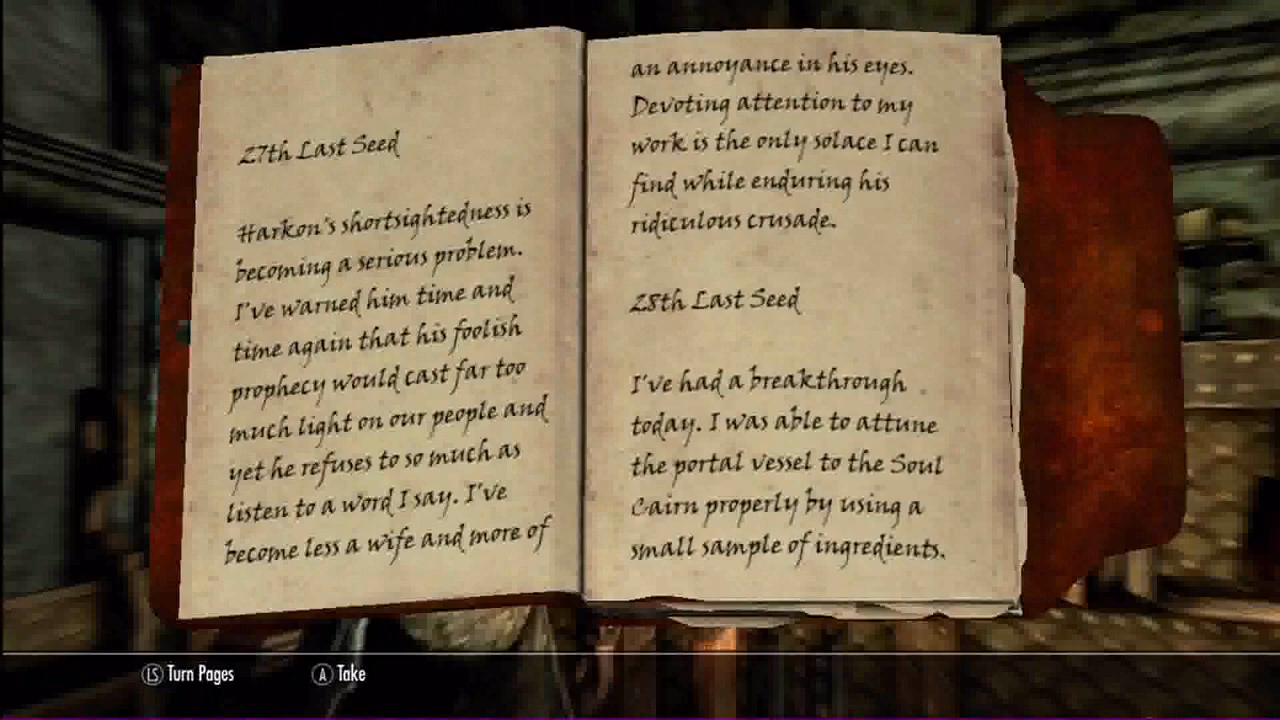 27th Last Seed
Harkon's shortsightedness is
becoming a serious problem.
I've warned him time and
time again that his foolish
prophecy would cast far too
much light on our people and
yet he refuses to so much as
listen to a word I say. I've
become less a wife and more of
an annoyance in his eyes.
Devoting attention to my
work is the only solace I can
find while enduring his
ridiculous crusade.
28th Last Seed
I've had a breakthrough
today. I was able to attune
the portal vessel to the Soul
Cairn properly by using a
small sample of ingredients.
LS Turn Pages
A Take